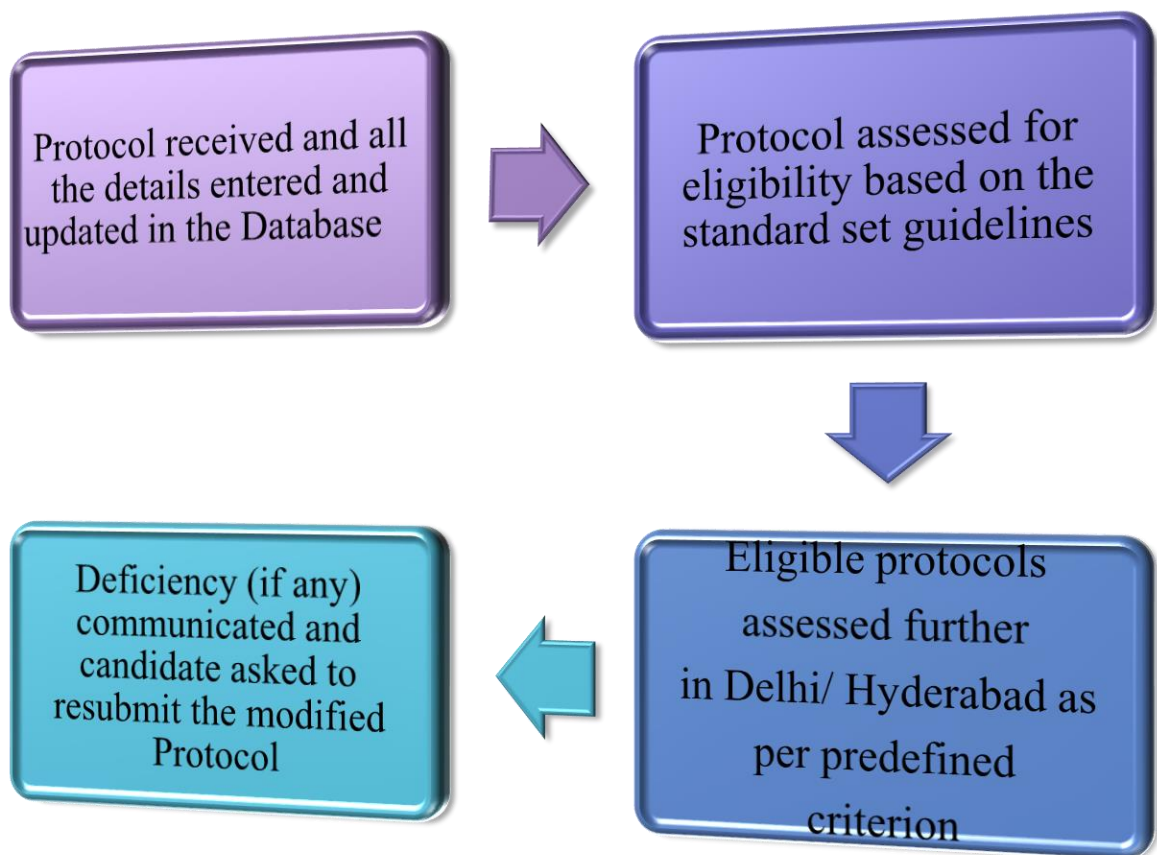 Protocol received and all
the details entered and
updated in the Database
Protocol assessed for
eligibility based on the
standard set guidelines
Eligible protocols
assessed further
in Delhi/ Hyderabad as
per predefined
criterion
Deficiency (if any)
communicated and
candidate asked to
resubmit the modified
Protocol